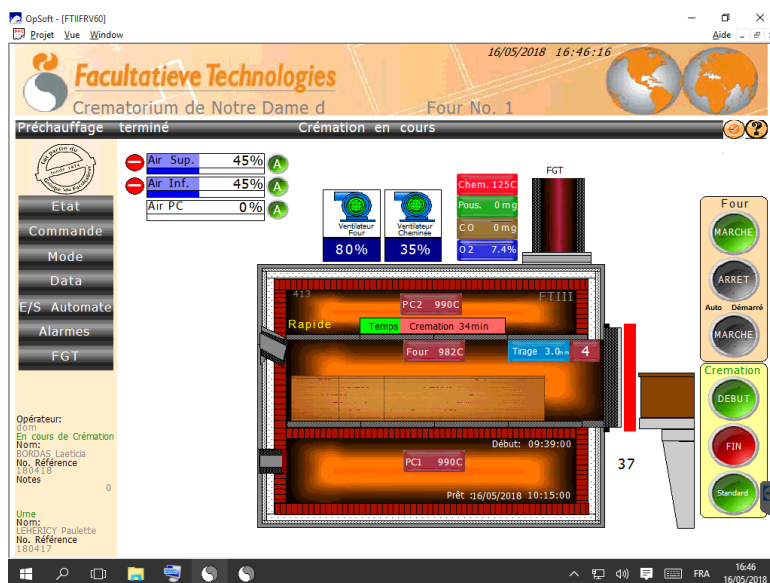 OpSoft - [FTIIFRV60]
Projet Vue Window Aide
16/05/2018 16:46:16
Facultatieve Technologies
Crematorium de Notre Dame d Four No. 1
Préchauffage terminé Crémation en cours
Air Sup. 45% A
Air Inf. 45% A
Air PC 0% A
Etat
Commande
Mode
Data
E/S Automate
Alarmes
FGT
Ventilateur
Four
80%
Ventilateur
Cheminée
35%
Chem. 125C
Pous. 0mg
CO 0mg
O2 7.4%
FGT
413
FTIII
PC2 990C
Rapide
Temps Cremation 34min
Four 982C
Tirage 3.0
4
Début: 09:39:00
PC1 990C
Prêt :16/05/2018 10:15:00
37
Four
MARCHE
ARRET
Auto Démarré
MARCHE
Cremation
DEBUT
FIN
Standard
Opérateur:
dom
En cours de Crémation
Nom:
BORDAS Laeticia
No. Référence
180418
Notes
0
Urne
Nom:
LEHERICY Paulette
No. Référence
180417
FRA
16:46
16/05/2018